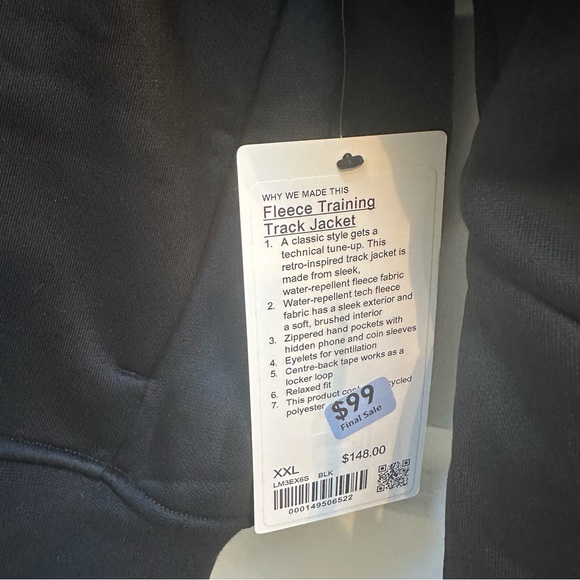 WHY WE MADE THIS
Fleece Training
Track Jacket
1. A classic style gets a
technical tune-up. This
retro-inspired track jacket is
made from sleek,
water-repellent fleece fabric
2. Water-repellent tech fleece
fabric has a sleek exterior and
a soft, brushed interior
3. Zippered hand pockets with
hidden phone and coin sleeves
4. Eyelets for ventilation
5. Centre-back tape works as a
locker loop
6. Relaxed fit
7. This product
polyester
$99
Final Sale
$148.00
XXL
LM3EX6S BLK
000149506522